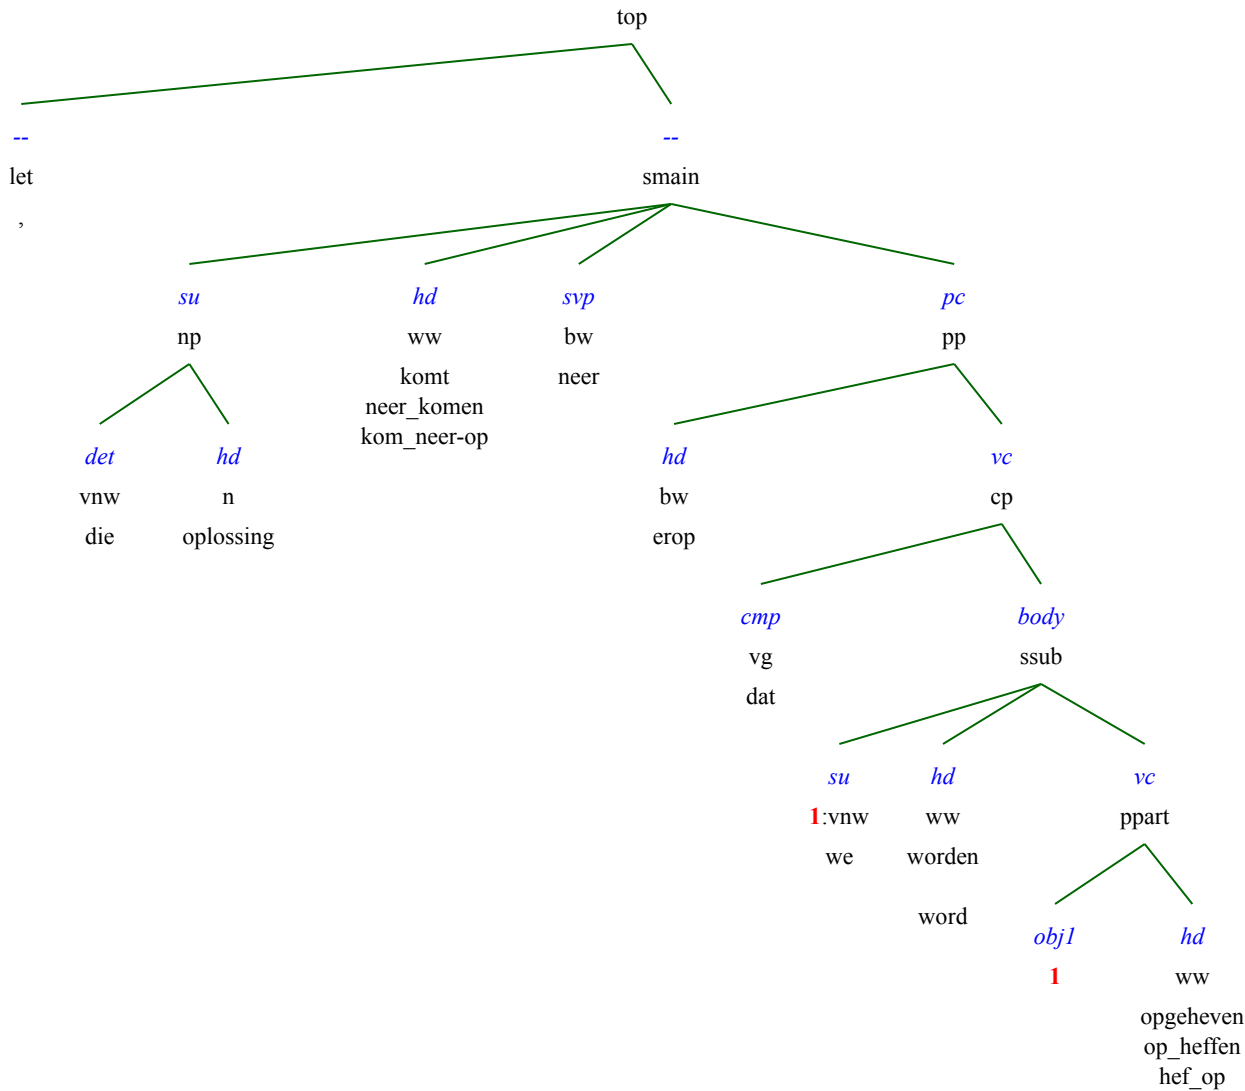 top
-- --
let smain
,
su hd svp pc
np ww bw pp
komt neer
neer_komen
kom_neer-op
det hd hd vc
vnw n bw cp
die oplossing erop
cmp body
vg ssub
dat
su hd vc
1:vnw ww ppart
we worden
word
obj1 hd
1 ww
opgeheven
op_heffen
hef_op